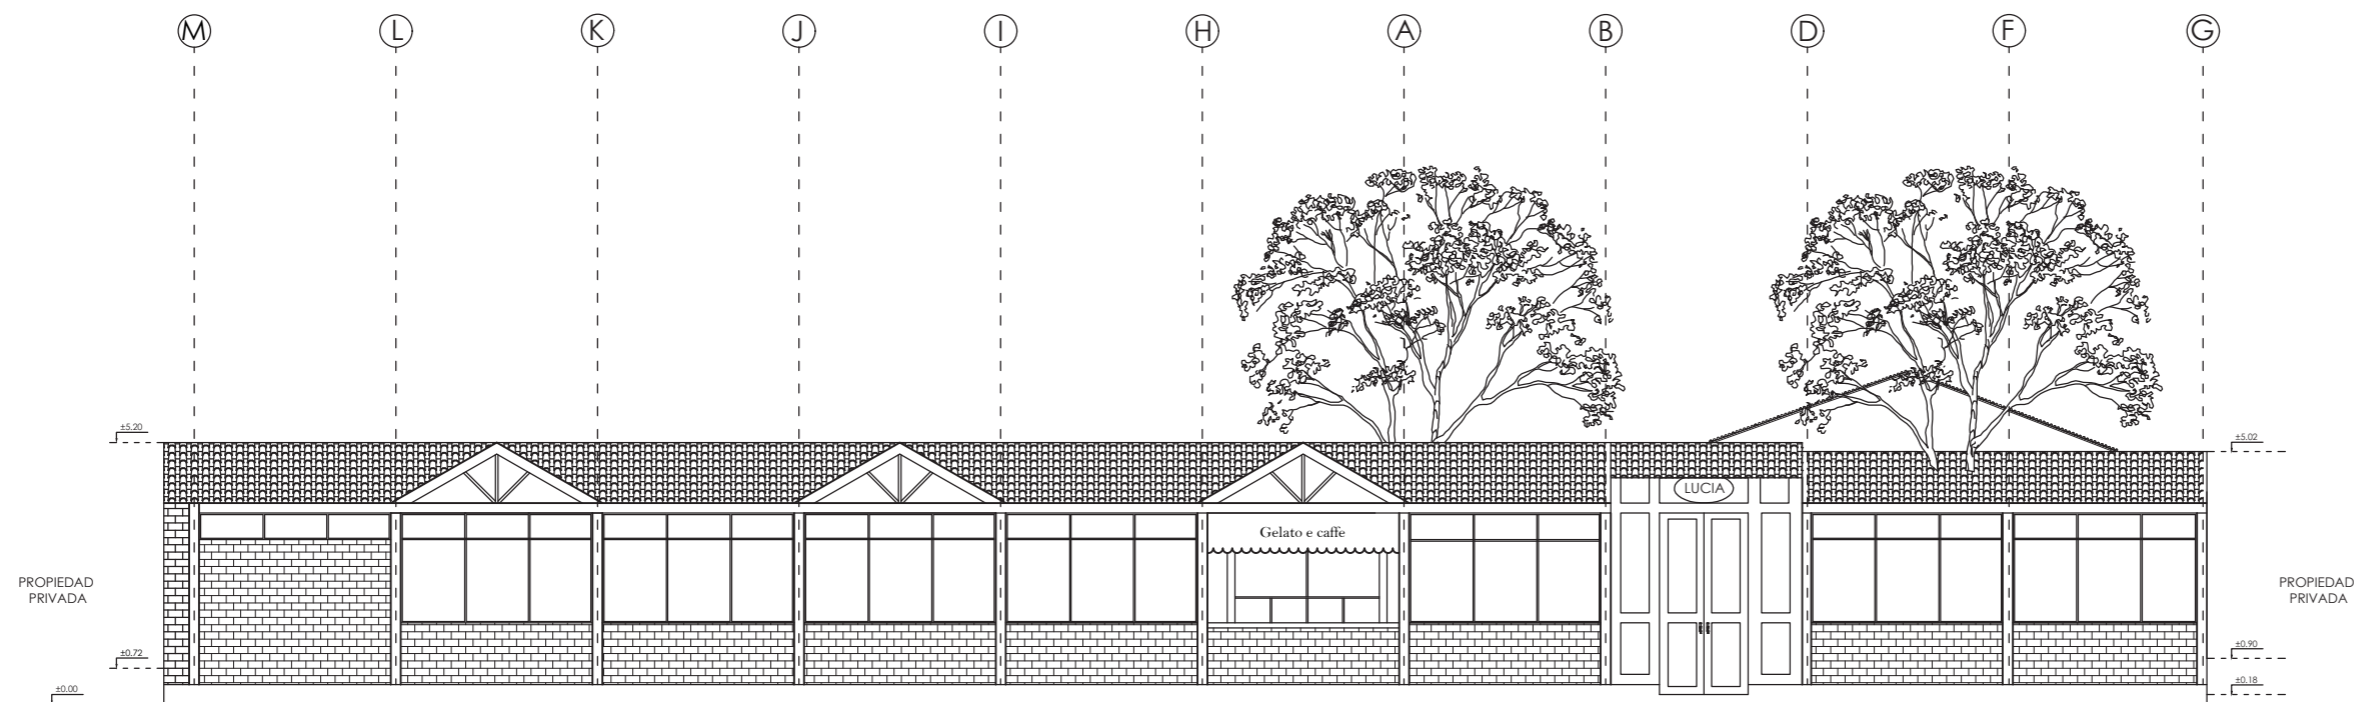 M L K J I H A B D F G
±5.20
±5.02
LUCIA
Gelato e caffe
PROPIEDAD
PRIVADA
PROPIEDAD
PRIVADA
±0.72
±0.90
±0.00
±0.18